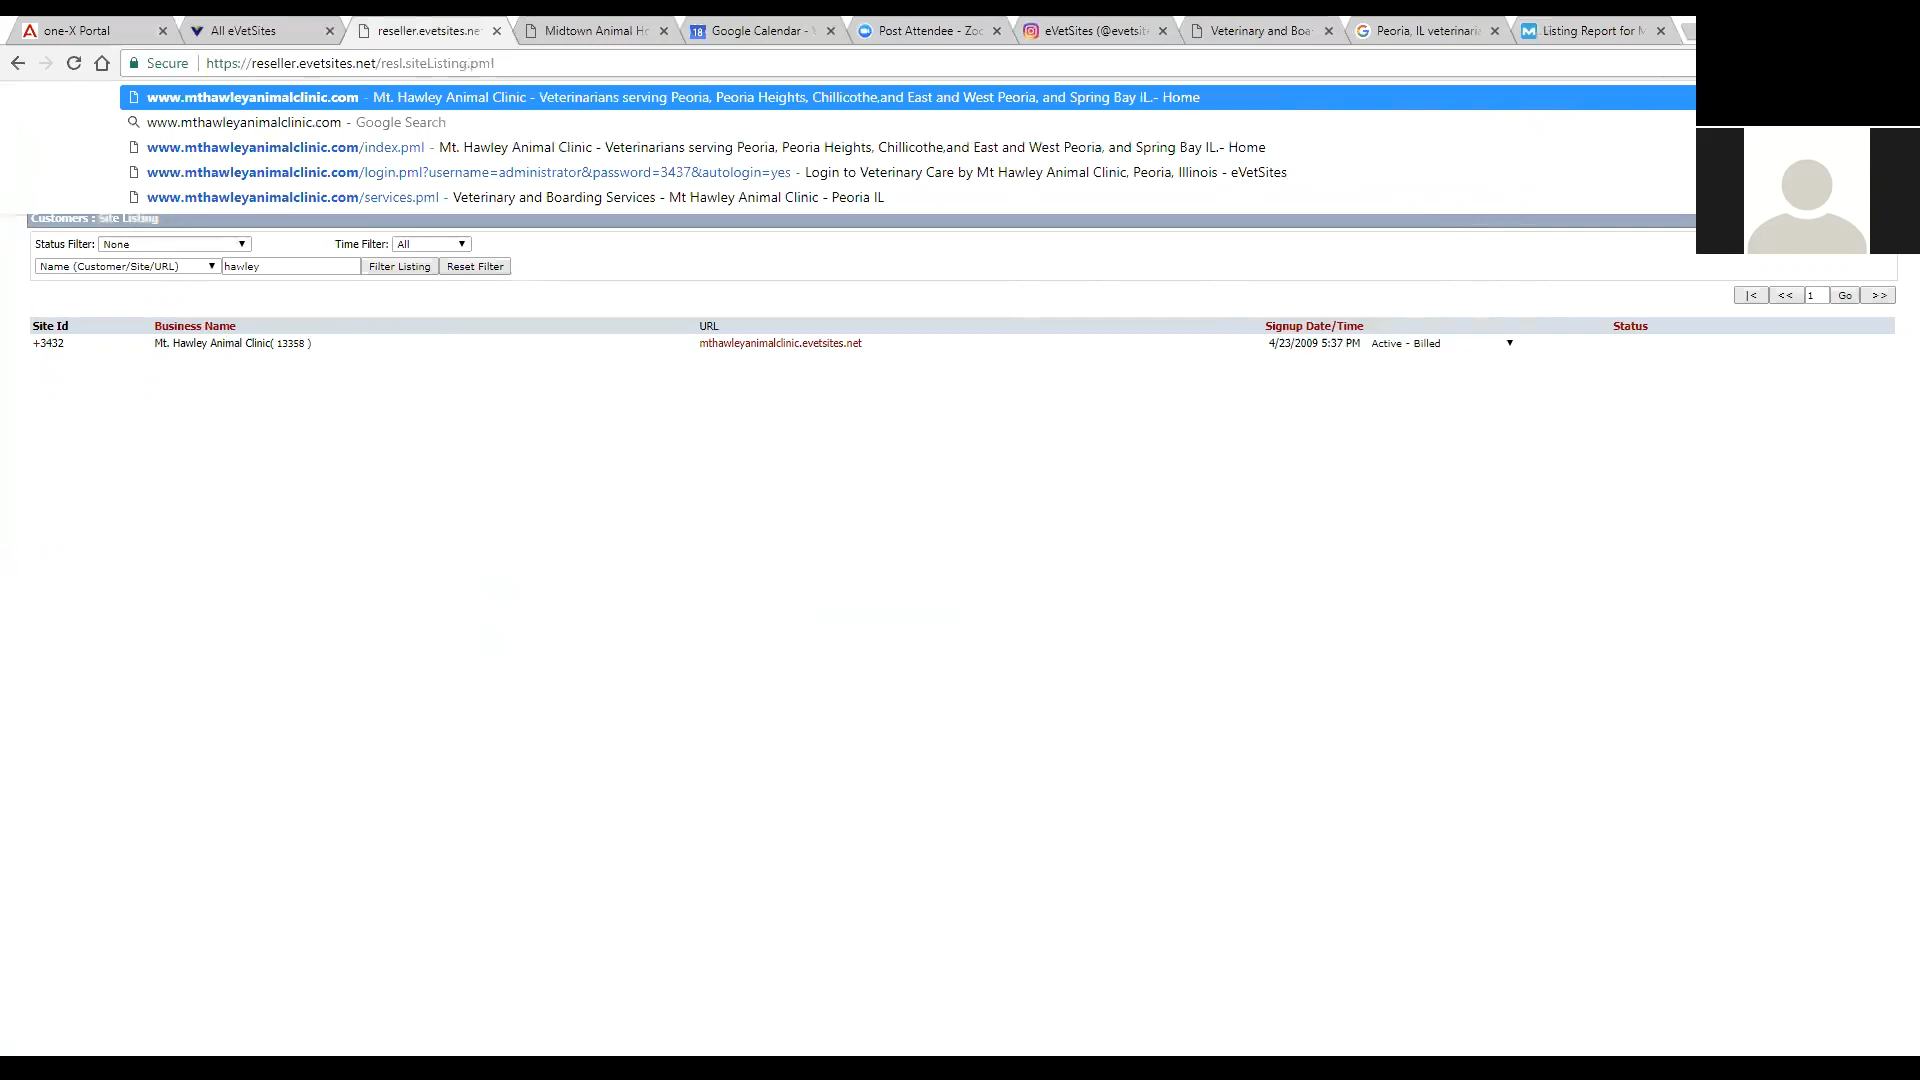 one-X Portal
All eVetSites
reseller.evetsites.ne
Midtown Animal Ho
18 Google Calendar -
Post Attendee - Zoo
eVetSites (@evetsit
Veterinary and Boa
Peoria, IL veterinari
Listing Report for M
Secure https://reseller.evetsites.net/resl.siteListing.pml
www.mthawleyanimalclinic.com - Mt. Hawley Animal Clinic - Veterinarians serving Peoria, Peoria Heights, Chillicothe,and East and West Peoria, and Spring Bay IL.- Home
www.mthawleyanimalclinic.com - Google Search
www.mthawleyanimalclinic.com/index.pml - Mt. Hawley Animal Clinic - Veterinarians serving Peoria, Peoria Heights, Chillicothe,and East and West Peoria, and Spring Bay IL.- Home
www.mthawleyanimalclinic.com/login.pml?username=administrator&password=3437&autologin=yes - Login to Veterinary Care by Mt Hawley Animal Clinic, Peoria, Illinois - eVetSites
www.mthawleyanimalclinic.com/services.pml - Veterinary and Boarding Services - Mt Hawley Animal Clinic - Peoria IL
Customers : Site Listing
Status Filter: None Time Filter: All
Name (Customer/Site/URL) hawley Filter Listing Reset Filter
|< << 1 Go >>
Site Id Business Name URL Signup Date/Time Status
+3432 Mt. Hawley Animal Clinic( 13358 ) mthawleyanimalclinic.evetsites.net 4/23/2009 5:37 PM Active - Billed